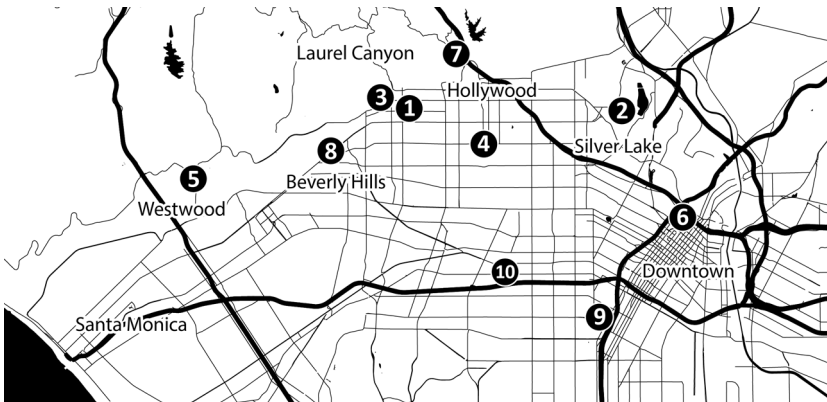 Laurel Canyon
7
Hollywood
3
1
2
4
Silver Lake
8
5
Beverly Hills
Westwood
6
10
Downtown
9
Santa Monica